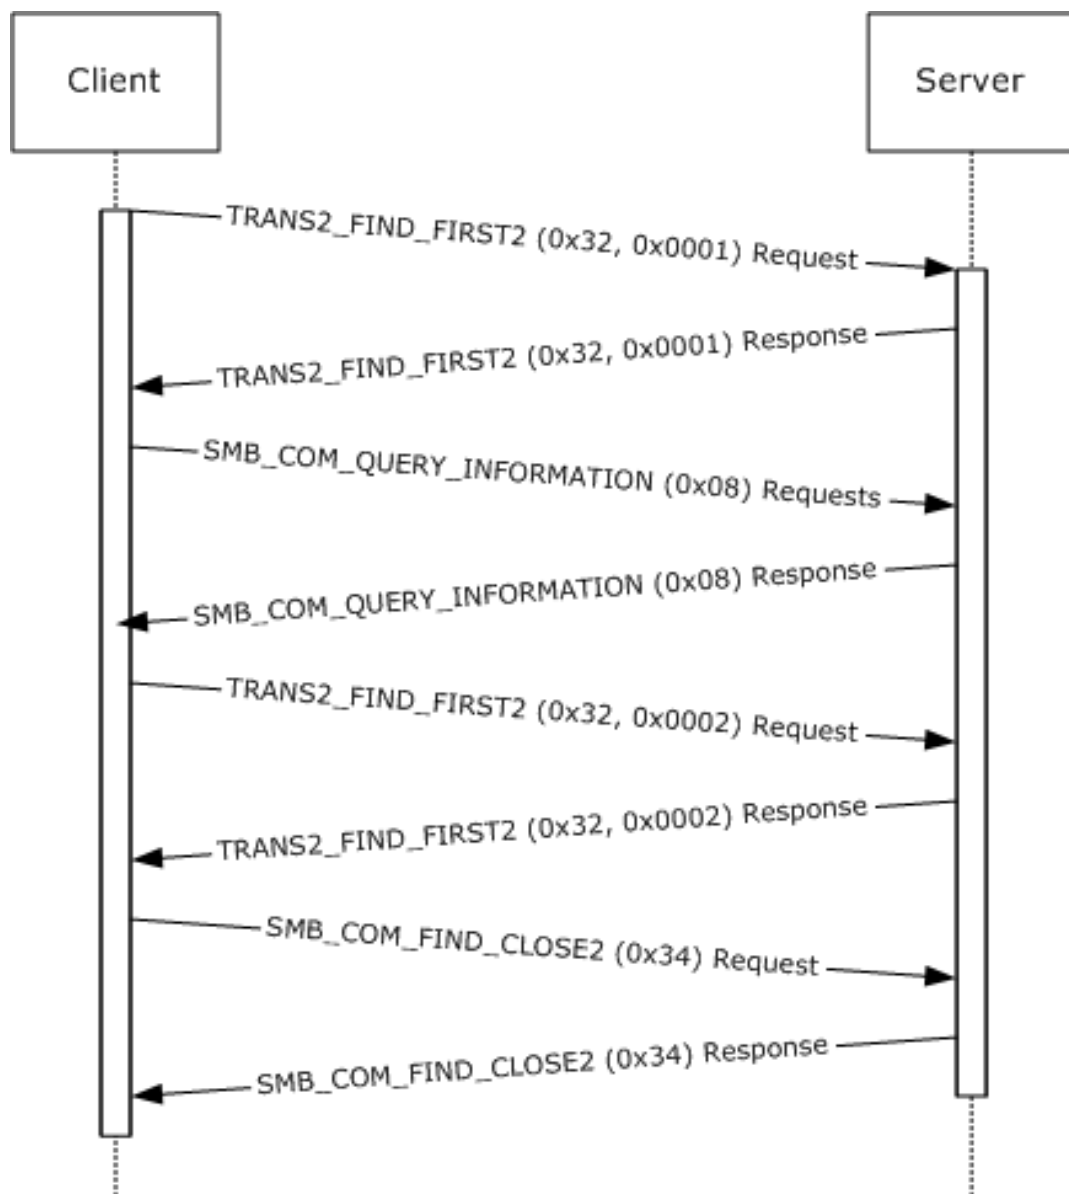 Client
Server
TRANS2_FIND_FIRST2 (0x32, 0x0001) Request
TRANS2_FIND_FIRST2 (0x32, 0x0001) Response
SMB_COM_QUERY_INFORMATION (0x08) Requests
SMB_COM_QUERY_INFORMATION (0x08) Response
TRANS2_FIND_FIRST2 (0x32, 0x0002) Request
TRANS2_FIND_FIRST2 (0x32, 0x0002) Response
SMB_COM_FIND_CLOSE2 (0x34) Request
SMB_COM_FIND_CLOSE2 (0x34) Response